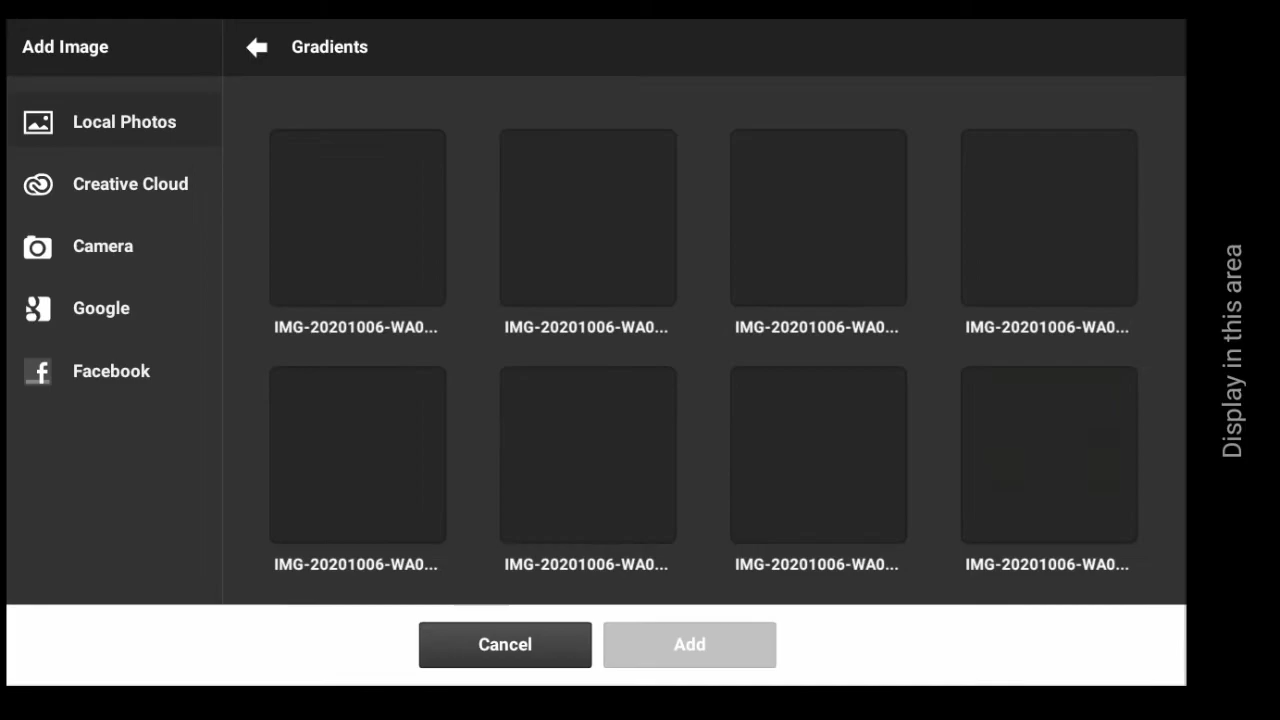 Add Image
Gradients
Local Photos
Creative Cloud
Camera
Google
Facebook
IMG-20201006-WA0...
IMG-20201006-WA0...
IMG-20201006-WA0...
IMG-20201006-WA0...
IMG-20201006-WA0...
IMG-20201006-WA0...
IMG-20201006-WA0...
IMG-20201006-WA0...
Cancel
Add
Display in this area